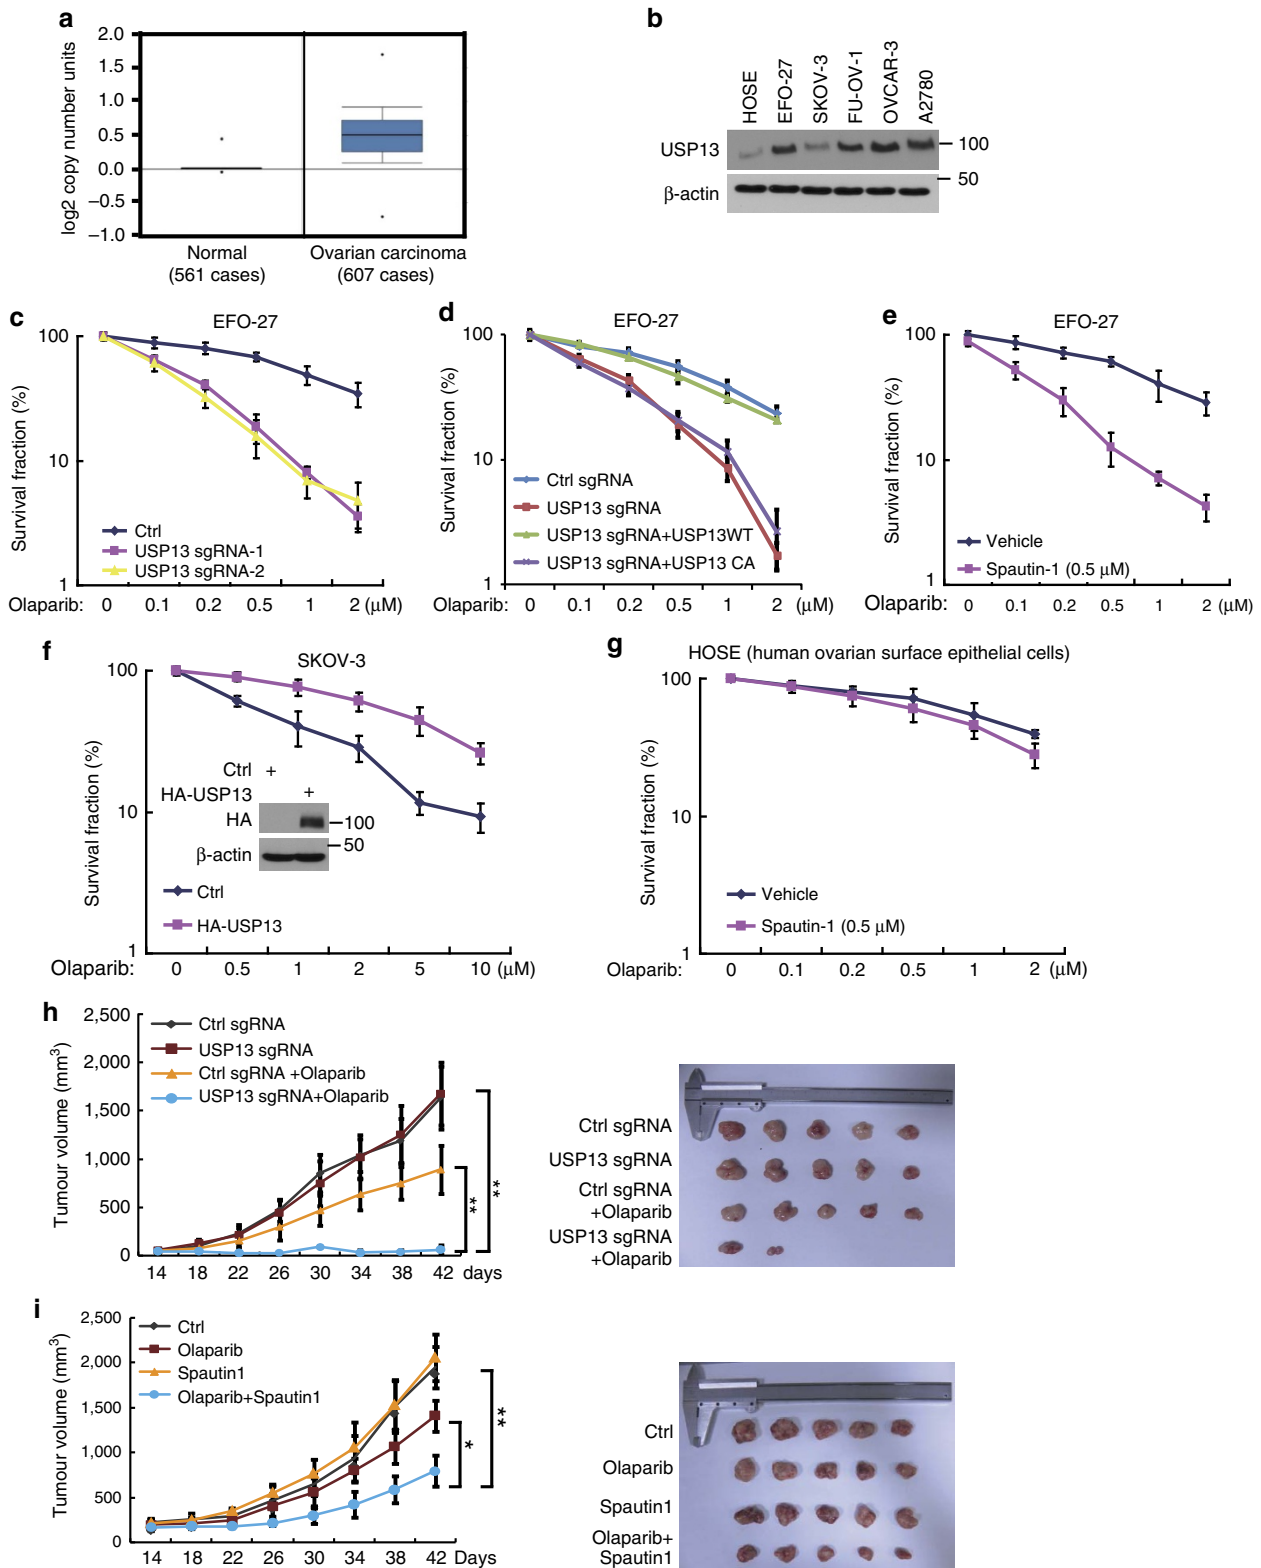 a
log2 copy number units
2.0
1.5
1.0
0.5
0.0
−0.5
−1.0
Normal
(561 cases)
Ovarian carcinoma
(607 cases)
b
HOSE
EFO-27
SKOV-3
FU-OV-1
OVCAR-3
A2780
USP13
100
50
β-actin
c
EFO-27
Survival fraction (%)
100
10
1
Ctrl
USP13 sgRNA-1
USP13 sgRNA-2
Olaparib: 0 0.1 0.2 0.5 1 2 (μM)
d
EFO-27
Survival fraction (%)
100
10
1
Ctrl sgRNA
USP13 sgRNA
USP13 sgRNA+USP13WT
USP13 sgRNA+USP13 CA
Olaparib: 0 0.1 0.2 0.5 1 2 (μM)
e
EFO-27
Survival fraction (%)
100
10
1
Vehicle
Spautin-1 (0.5 μM)
Olaparib: 0 0.1 0.2 0.5 1 2 (μM)
f
SKOV-3
Survival fraction (%)
100
10
1
Ctrl +
HA-USP13 +
HA
100
50
β-actin
Ctrl
HA-USP13
Olaparib: 0 0.5 1 2 5 10 (μM)
g
HOSE (human ovarian surface epithelial cells)
Survival fraction (%)
100
10
1
Vehicle
Spautin-1 (0.5 μM)
Olaparib: 0 0.1 0.2 0.5 1 2 (μM)
h
Tumour volume (mm³)
2,500
2,000
1,500
1,000
500
0
Ctrl sgRNA
USP13 sgRNA
Ctrl sgRNA +Olaparib
USP13 sgRNA+Olaparib
**
**
14 18 22 26 30 34 38 42 days
Ctrl sgRNA
USP13 sgRNA
Ctrl sgRNA
+Olaparib
USP13 sgRNA
+Olaparib
i
Tumour volume (mm³)
2,500
2,000
1,500
1,000
500
0
Ctrl
Olaparib
Spautin1
Olaparib+Spautin1
*
**
14 18 22 26 30 34 38 42 Days
Ctrl
Olaparib
Spautin1
Olaparib+
Spautin1